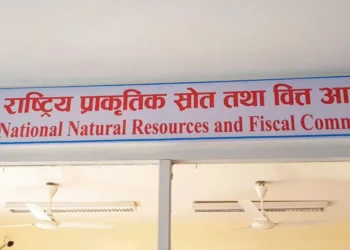 राष्ट्रिय प्राकृतिक स्रोत तथा वित्त आ
National Natural Resources and Fiscal Comm